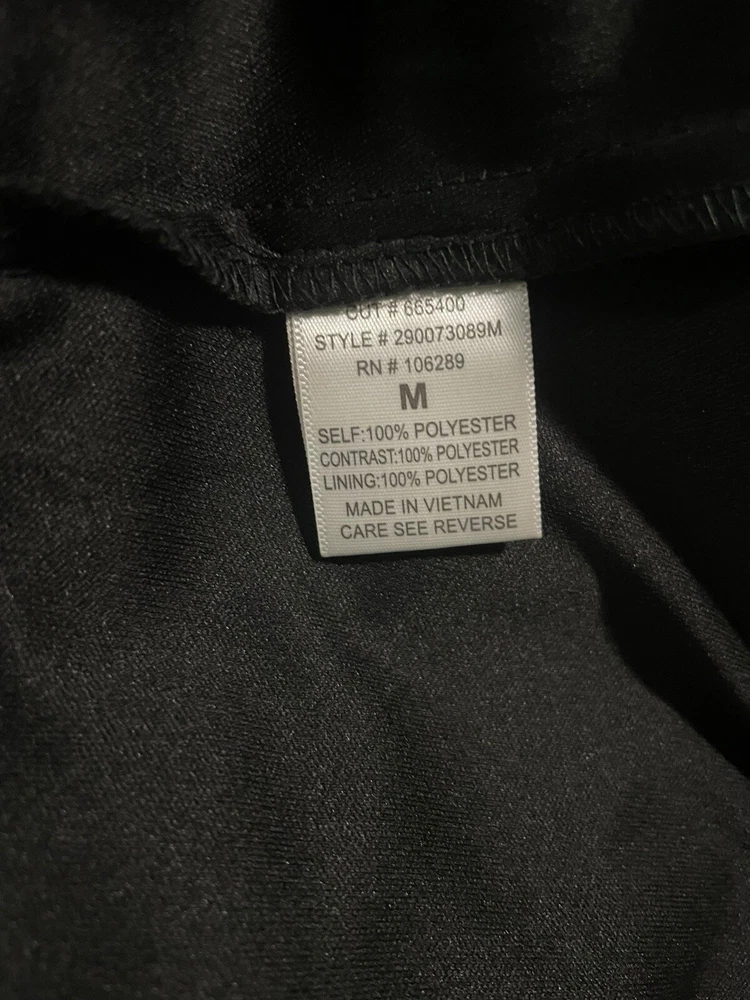 CUT # 665400
STYLE # 290073089M
RN # 106289
M
SELF:100% POLYESTER
CONTRAST:100% POLYESTER
LINING:100% POLYESTER
MADE IN VIETNAM
CARE SEE REVERSE